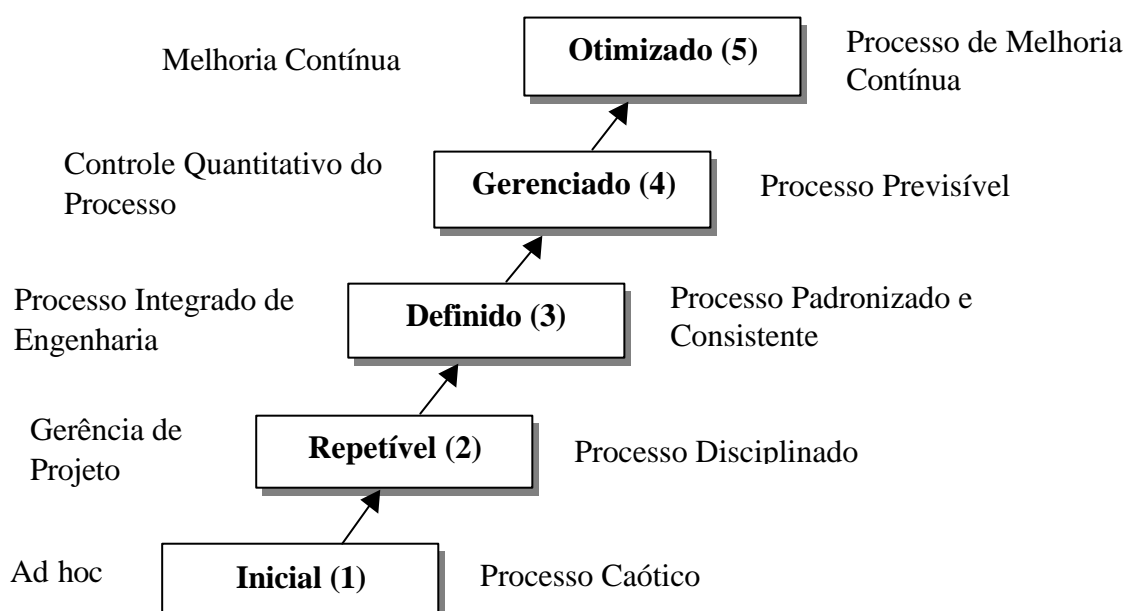 Melhoria Contínua
Otimizado (5)
Processo de Melhoria
Contínua
Controle Quantitativo do
Processo
Gerenciado (4)
Processo Previsível
Processo Integrado de
Engenharia
Definido (3)
Processo Padronizado e
Consistente
Gerência de
Projeto
Repetível (2)
Processo Disciplinado
Ad hoc
Inicial (1)
Processo Caótico